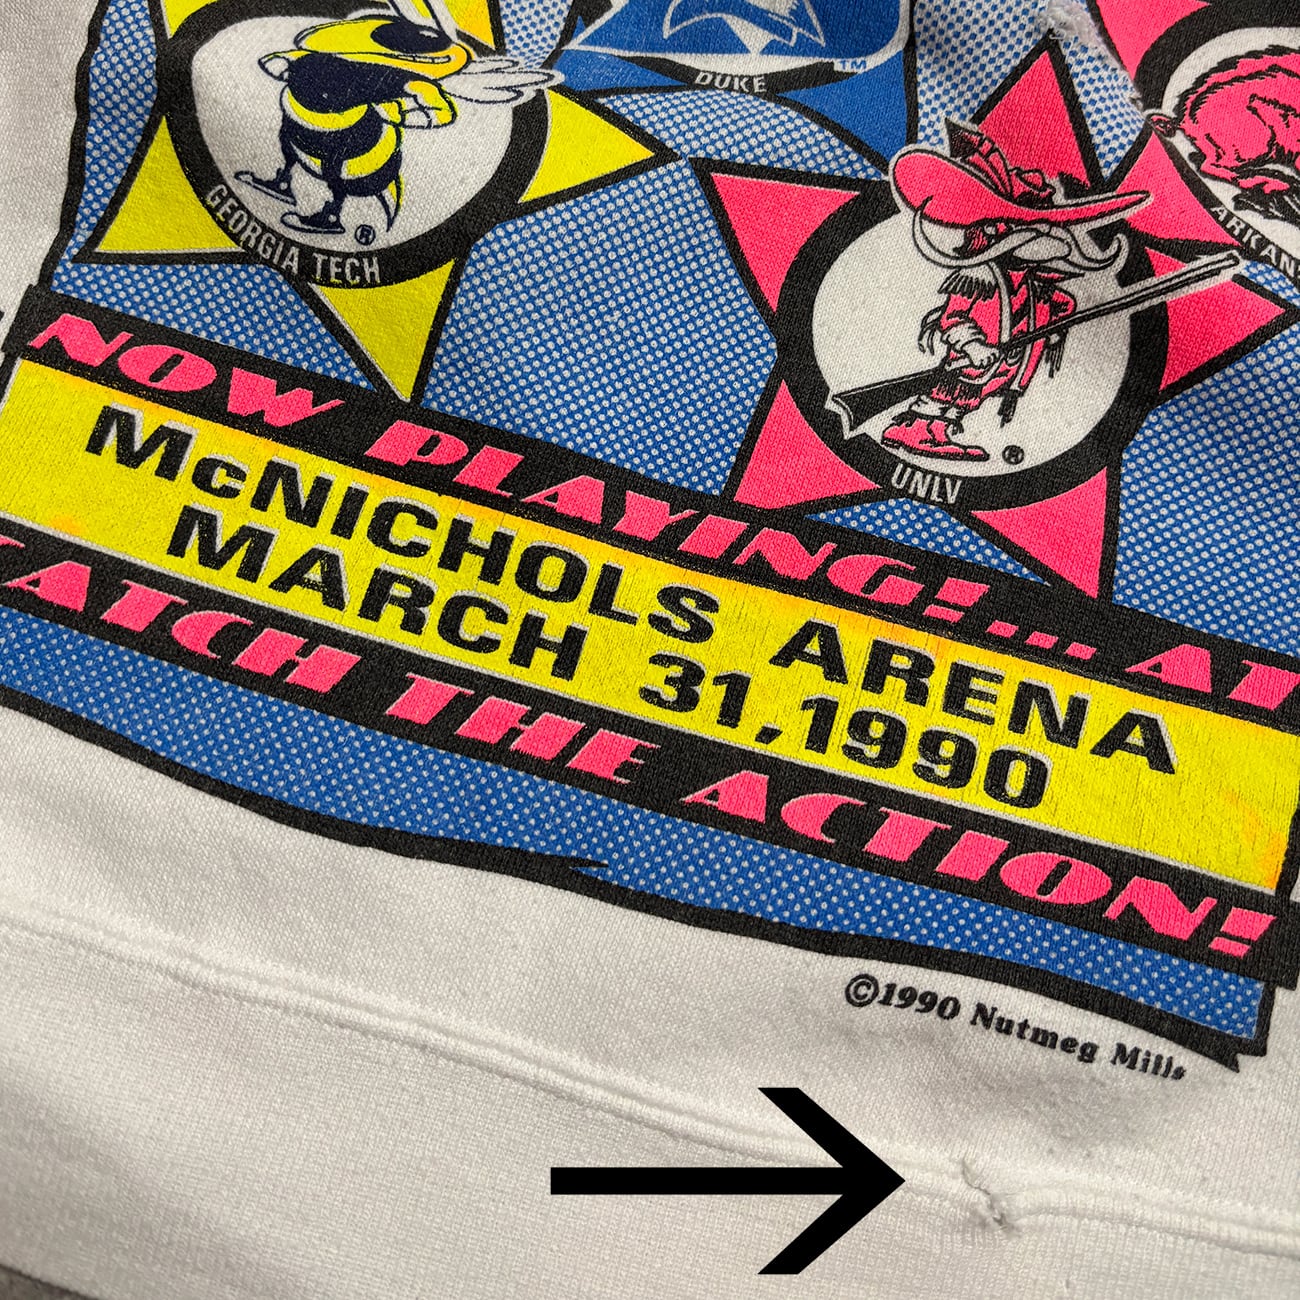 DUKE
TM
GEORGIA TECH
®
ARKAN
UNLV
®
NOW PLAYING!... AT
McNICHOLS ARENA
MARCH 31,1990
CATCH THE ACTION!
©1990 Nutmeg Mills